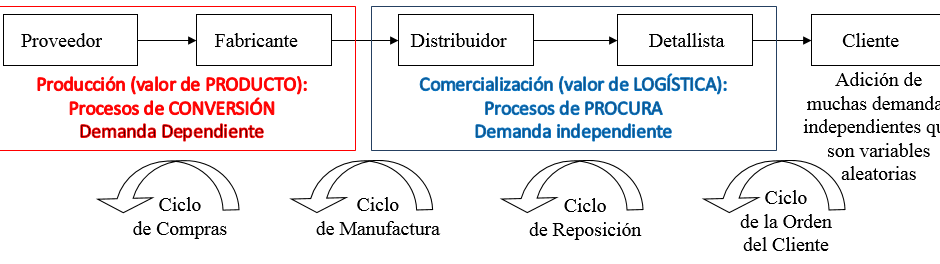 Proveedor
Fabricante
Distribuidor
Detallista
Cliente
Producción (valor de PRODUCTO):
Procesos de CONVERSIÓN
Demanda Dependiente
Comercialización (valor de LOGÍSTICA):
Procesos de PROCURA
Demanda independiente
Adición de
muchas demanda
independientes qu
son variables
aleatorias
Ciclo
de Compras
Ciclo
de Manufactura
Ciclo
de Reposición
Ciclo
de la Orden
del Cliente